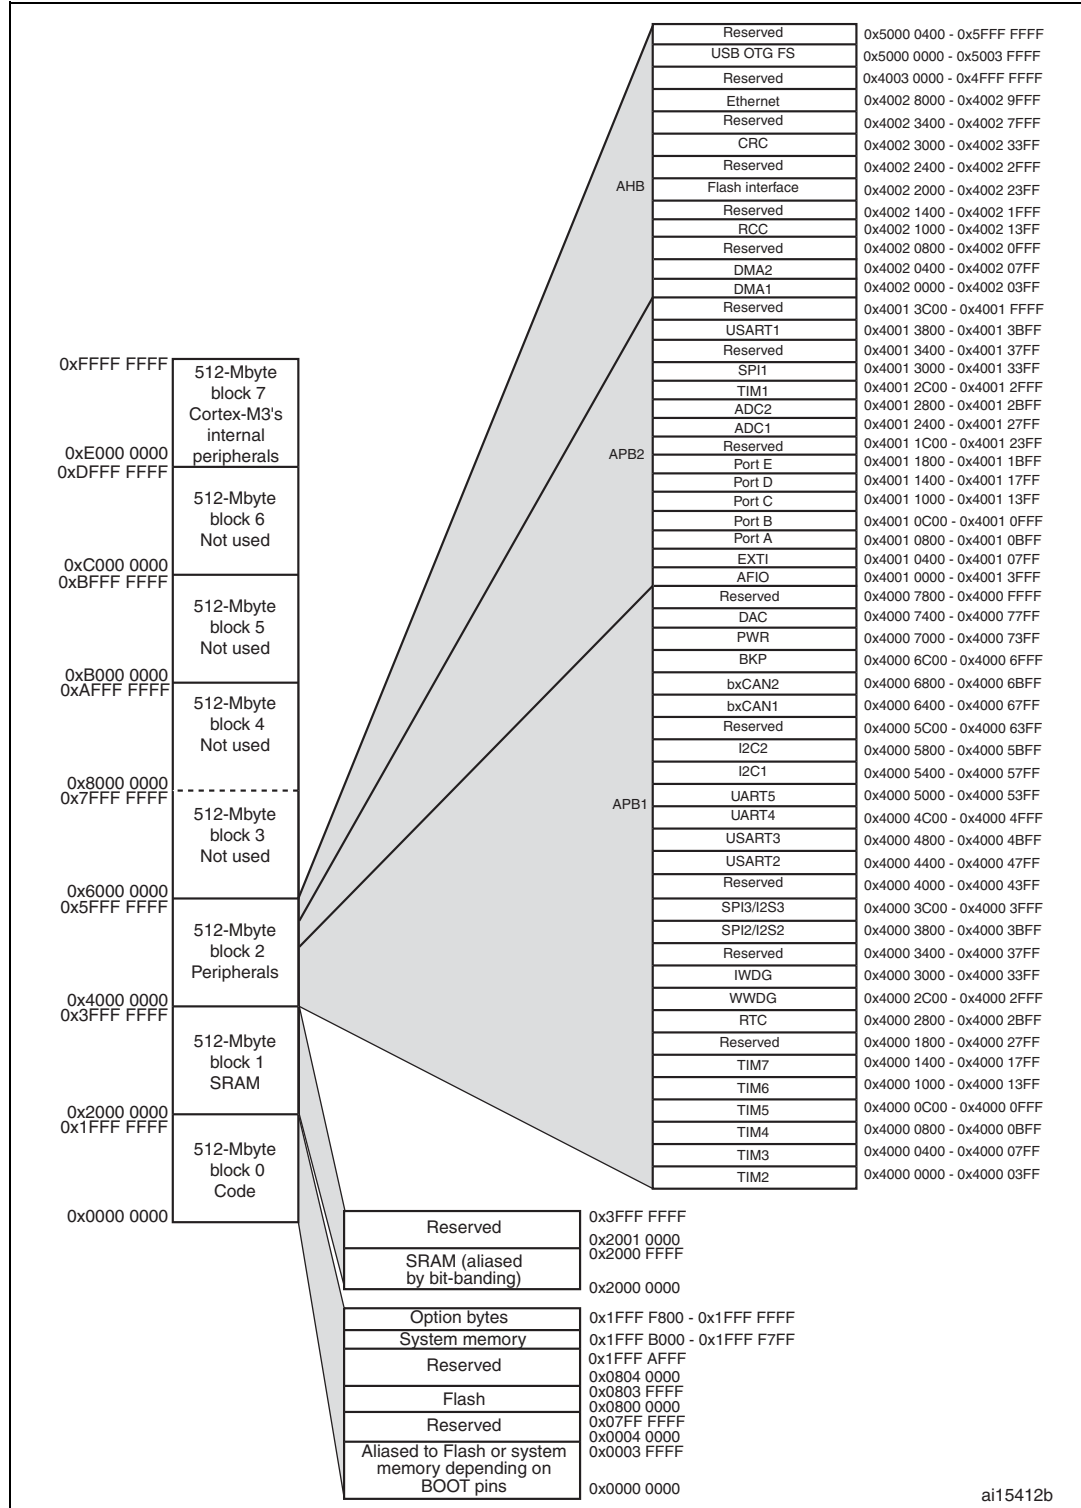 Reserved 0x5000 0400 - 0x5FFF FFFF
USB OTG FS 0x5000 0000 - 0x5003 FFFF
Reserved 0x4003 0000 - 0x4FFF FFFF
Ethernet 0x4002 8000 - 0x4002 9FFF
Reserved 0x4002 3400 - 0x4002 7FFF
CRC 0x4002 3000 - 0x4002 33FF
Reserved 0x4002 2400 - 0x4002 2FFF
AHB
Flash interface 0x4002 2000 - 0x4002 23FF
Reserved 0x4002 1400 - 0x4002 1FFF
RCC 0x4002 1000 - 0x4002 13FF
Reserved 0x4002 0800 - 0x4002 0FFF
DMA2 0x4002 0400 - 0x4002 07FF
DMA1 0x4002 0000 - 0x4002 03FF
Reserved 0x4001 3C00 - 0x4001 FFFF
USART1 0x4001 3800 - 0x4001 3BFF
Reserved 0x4001 3400 - 0x4001 37FF
SPI1 0x4001 3000 - 0x4001 33FF
TIM1 0x4001 2C00 - 0x4001 2FFF
ADC2 0x4001 2800 - 0x4001 2BFF
ADC1 0x4001 2400 - 0x4001 27FF
Reserved 0x4001 1C00 - 0x4001 23FF
APB2
Port E 0x4001 1800 - 0x4001 1BFF
Port D 0x4001 1400 - 0x4001 17FF
Port C 0x4001 1000 - 0x4001 13FF
Port B 0x4001 0C00 - 0x4001 0FFF
Port A 0x4001 0800 - 0x4001 0BFF
EXTI 0x4001 0400 - 0x4001 07FF
AFIO 0x4001 0000 - 0x4001 3FFF
Reserved 0x4000 7800 - 0x4000 FFFF
DAC 0x4000 7400 - 0x4000 77FF
PWR 0x4000 7000 - 0x4000 73FF
BKP 0x4000 6C00 - 0x4000 6FFF
bxCAN2 0x4000 6800 - 0x4000 6BFF
bxCAN1 0x4000 6400 - 0x4000 67FF
Reserved 0x4000 5C00 - 0x4000 63FF
I2C2 0x4000 5800 - 0x4000 5BFF
I2C1 0x4000 5400 - 0x4000 57FF
UART5 0x4000 5000 - 0x4000 53FF
APB1
UART4 0x4000 4C00 - 0x4000 4FFF
USART3 0x4000 4800 - 0x4000 4BFF
USART2 0x4000 4400 - 0x4000 47FF
Reserved 0x4000 4000 - 0x4000 43FF
SPI3/I2S3 0x4000 3C00 - 0x4000 3FFF
SPI2/I2S2 0x4000 3800 - 0x4000 3BFF
Reserved 0x4000 3400 - 0x4000 37FF
IWDG 0x4000 3000 - 0x4000 33FF
WWDG 0x4000 2C00 - 0x4000 2FFF
RTC 0x4000 2800 - 0x4000 2BFF
Reserved 0x4000 1800 - 0x4000 27FF
TIM7 0x4000 1400 - 0x4000 17FF
TIM6 0x4000 1000 - 0x4000 13FF
TIM5 0x4000 0C00 - 0x4000 0FFF
TIM4 0x4000 0800 - 0x4000 0BFF
TIM3 0x4000 0400 - 0x4000 07FF
TIM2 0x4000 0000 - 0x4000 03FF
0xFFFF FFFF
512-Mbyte
block 7
Cortex-M3's
internal
peripherals
0xE000 0000
0xDFFF FFFF
512-Mbyte
block 6
Not used
0xC000 0000
0xBFFF FFFF
512-Mbyte
block 5
Not used
0xB000 0000
0xAFFF FFFF
512-Mbyte
block 4
Not used
0x8000 0000
0x7FFF FFFF
512-Mbyte
block 3
Not used
0x6000 0000
0x5FFF FFFF
512-Mbyte
block 2
Peripherals
0x4000 0000
0x3FFF FFFF
512-Mbyte
block 1
SRAM
0x2000 0000
0x1FFF FFFF
512-Mbyte
block 0
Code
0x0000 0000
0x3FFF FFFF
Reserved
0x2001 0000
0x2000 FFFF
SRAM (aliased
by bit-banding)
0x2000 0000
Option bytes 0x1FFF F800 - 0x1FFF FFFF
System memory 0x1FFF B000 - 0x1FFF F7FF
0x1FFF AFFF
Reserved
0x0804 0000
0x0803 FFFF
Flash
0x0800 0000
0x07FF FFFF
Reserved
0x0004 0000
0x0003 FFFF
Aliased to Flash or system
memory depending on
BOOT pins
0x0000 0000
ai15412b